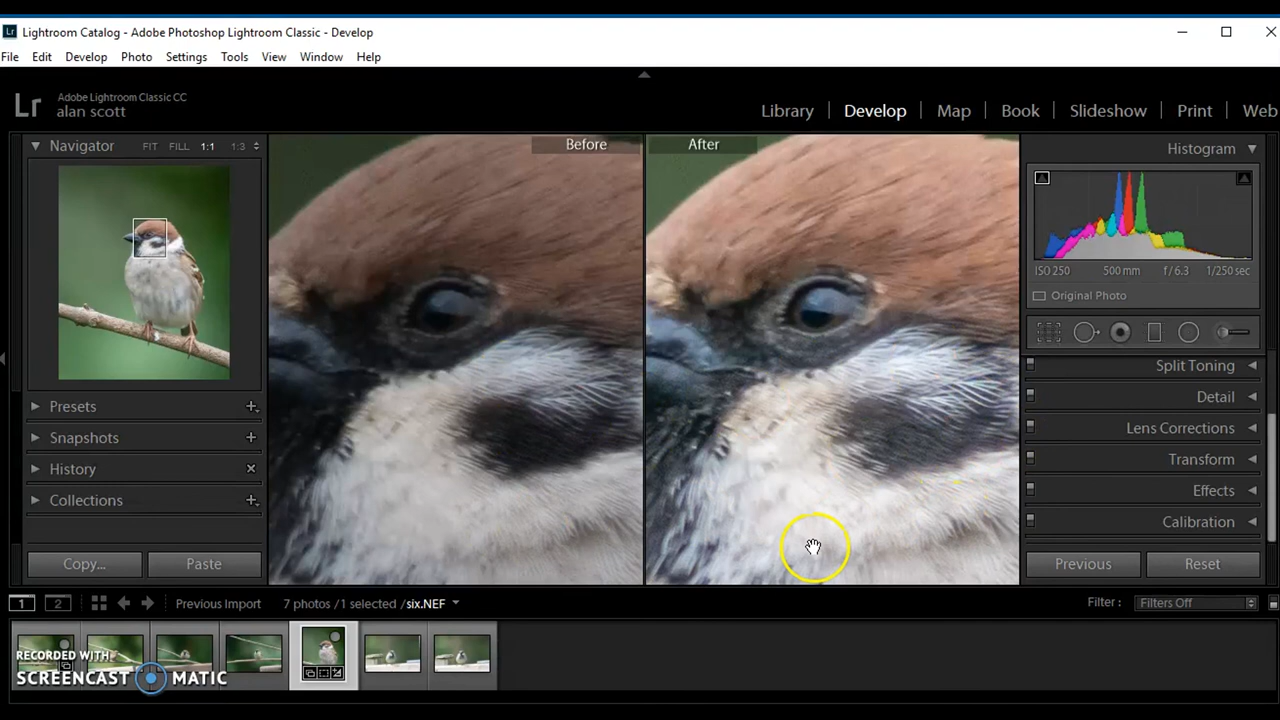 Lr Lightroom Catalog - Adobe Photoshop Lightroom Classic - Develop
File Edit Develop Photo Settings Tools View Window Help
Lr Adobe Lightroom Classic CC
alan scott
Library | Develop | Map | Book | Slideshow | Print | Web
Navigator FIT FILL 1:1 1:3
Before
After
Histogram
ISO 250 500 mm f / 6.3 1/250 sec
Original Photo
Presets
Snapshots
History
Collections
Copy... Paste
Split Toning
Detail
Lens Corrections
Transform
Effects
Calibration
Previous Reset
1 2 Previous Import 7 photos /1 selected /six.NEF Filter : Filters Off
RECORDED WITH
SCREENCAST MATIC